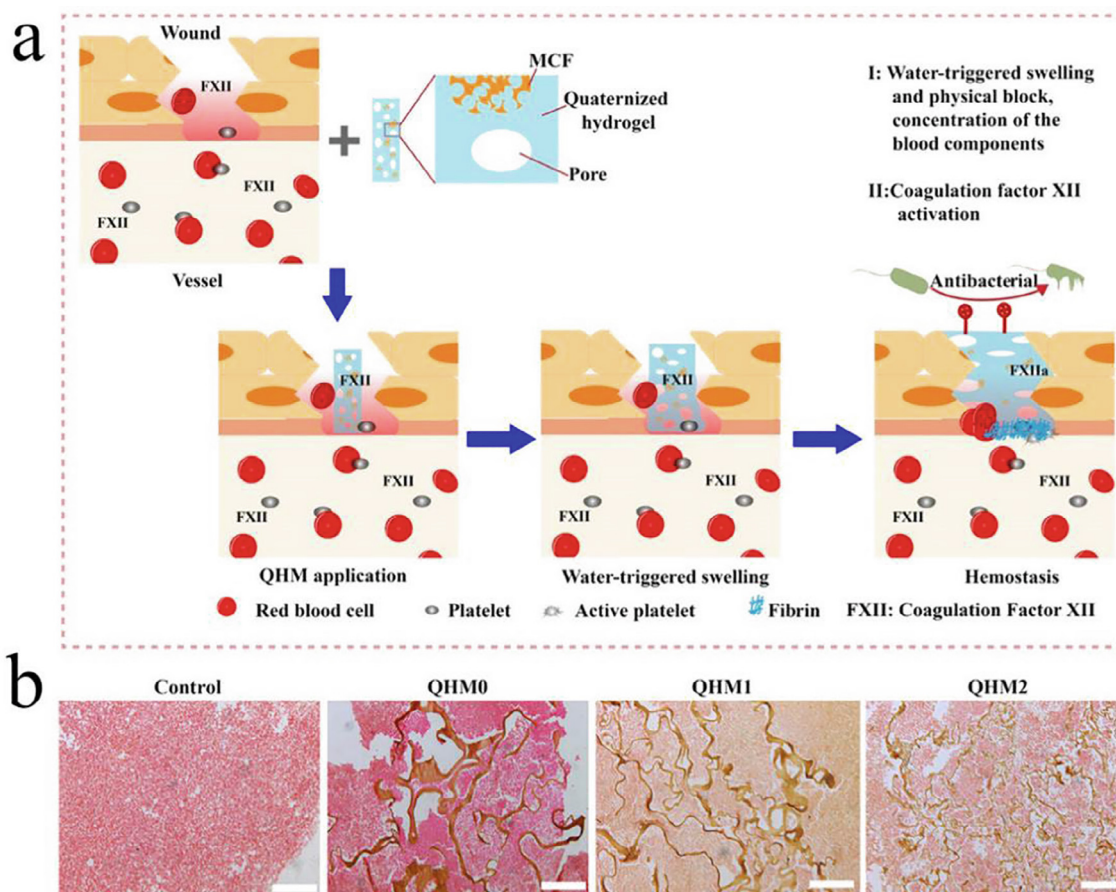 a
Wound
FXII
FXII
FXII
Vessel
+
MCF
Quaternized
hydrogel
Pore
I: Water-triggered swelling
and physical block,
concentration of the
blood components
II:Coagulation factor XII
activation
FXII
FXII
FXII
QHM application
FXII
FXII
FXII
Water-triggered swelling
Antibacterial
FXIIa
FXII
FXII
Hemostasis
Red blood cell
Platelet
Active platelet
Fibrin
FXII: Coagulation Factor XII
b
Control
QHM0
QHM1
QHM2